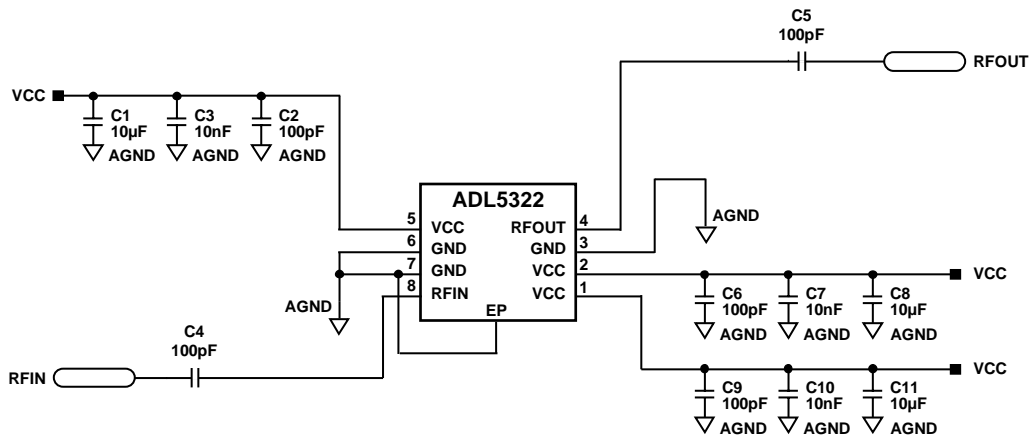 C5
100pF
RFOUT
VCC
C1
10µF
C3
10nF
C2
100pF
AGND
AGND
AGND
ADL5322
5
VCC
RFOUT
4
6
GND
GND
3
7
GND
VCC
2
8
RFIN
VCC
1
EP
AGND
AGND
VCC
C6
100pF
C7
10nF
C8
10µF
AGND
AGND
AGND
C4
100pF
RFIN
VCC
C9
100pF
C10
10nF
C11
10µF
AGND
AGND
AGND